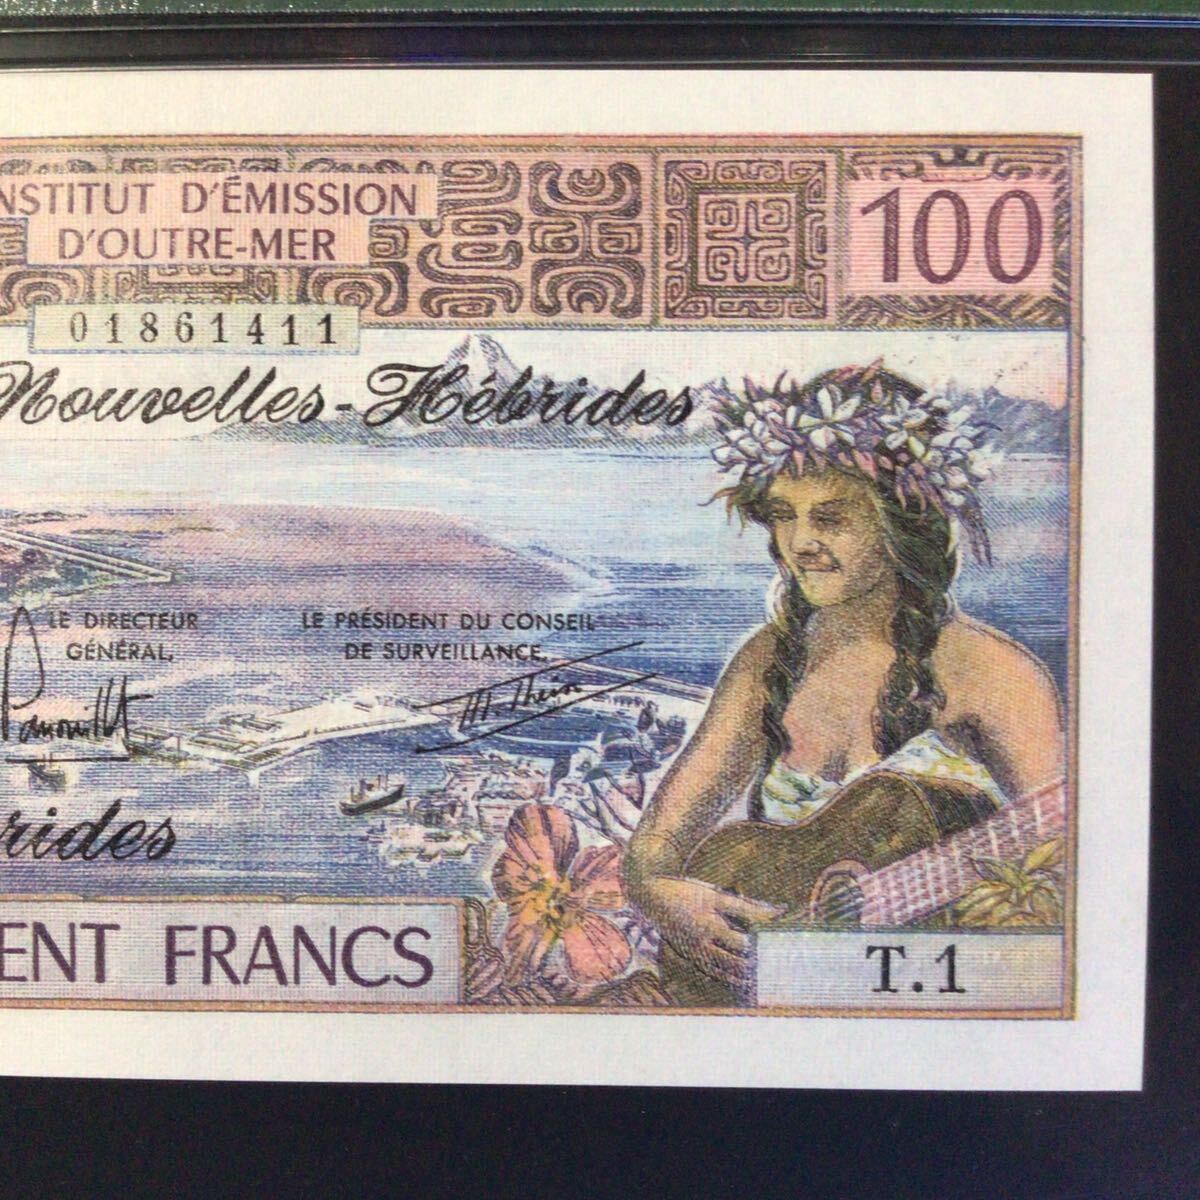 NSTITUT D'ÉMISSION
D'OUTRE-MER
100
01861411
Nouvelles-Hébrides
LE DIRECTEUR
GÉNÉRAL,
LE PRÉSIDENT DU CONSEIL
DE SURVEILLANCE,
rides
ENT FRANCS
T.1